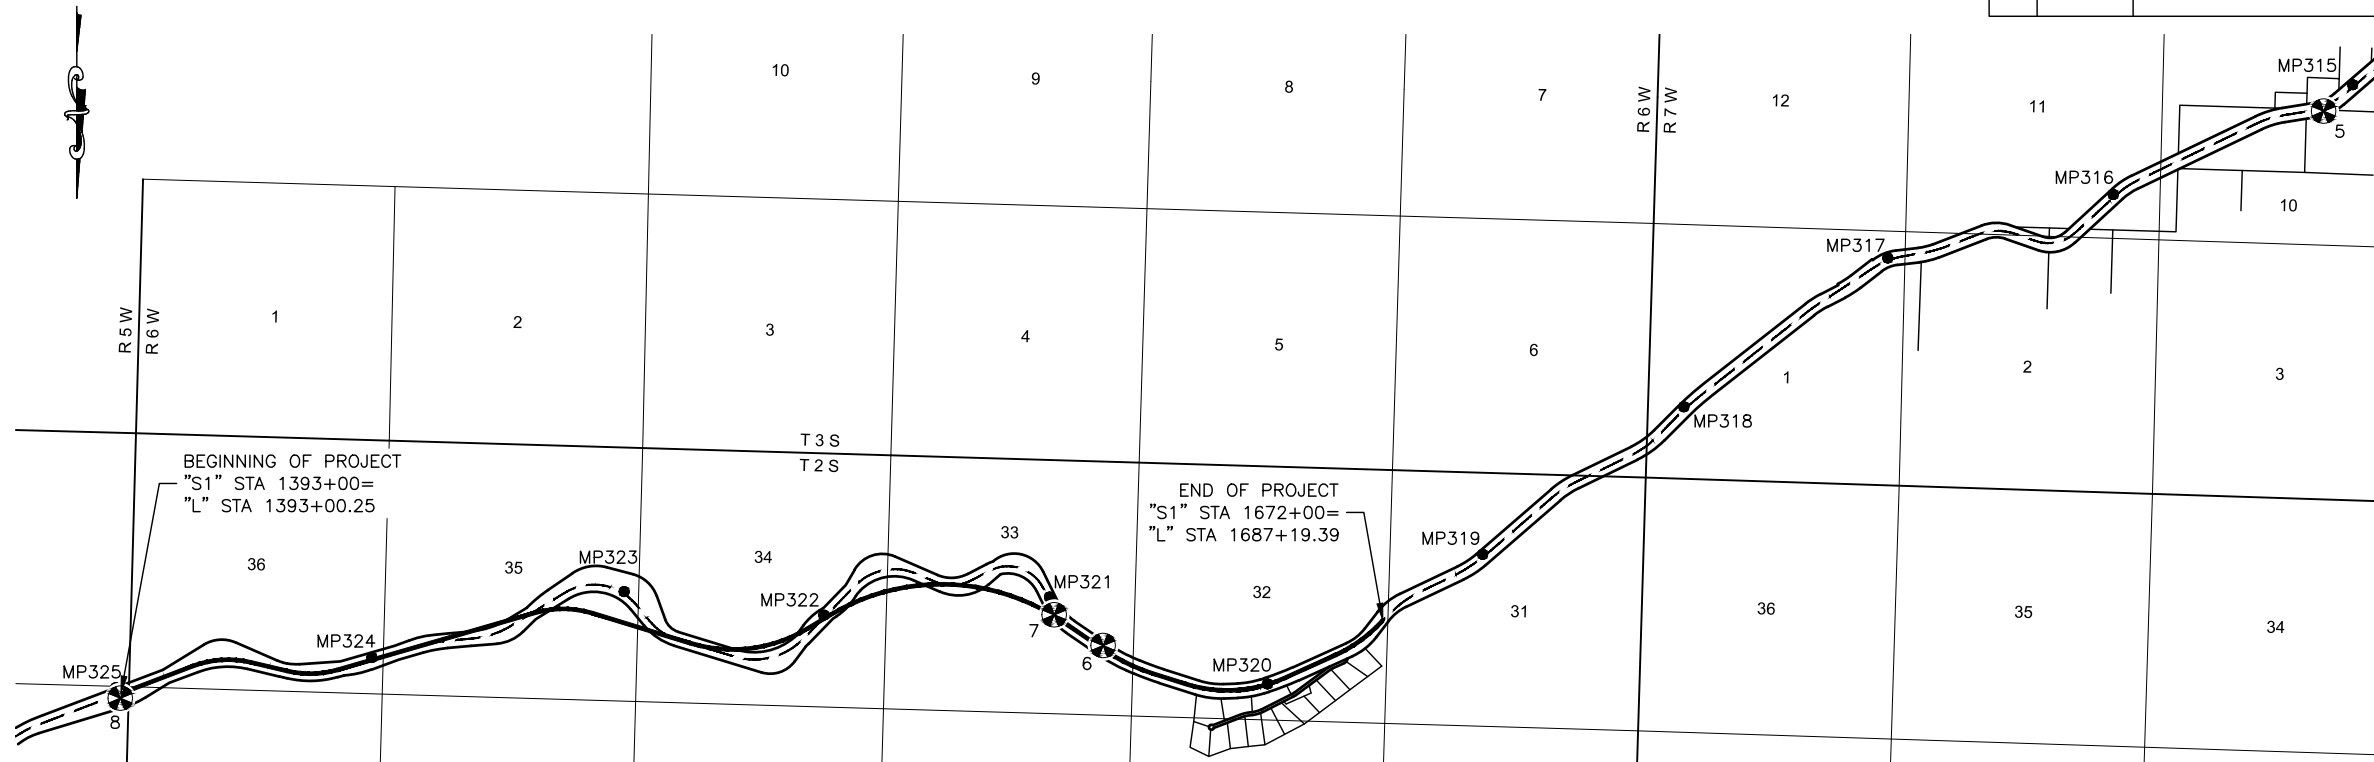 10
9
8
7
12
11
MP315
5
R 6 W
R 7 W
MP316
10
MP317
R 5 W
R 6 W
1
2
3
4
5
6
1
2
3
MP318
T 3 S
T 2 S
BEGINNING OF PROJECT
"S1" STA 1393+00=
"L" STA 1393+00.25
END OF PROJECT
"S1" STA 1672+00=
"L" STA 1687+19.39
MP319
36
35
MP323
34
33
MP321
32
31
36
35
34
MP322
7
MP324
6
MP320
MP325
8